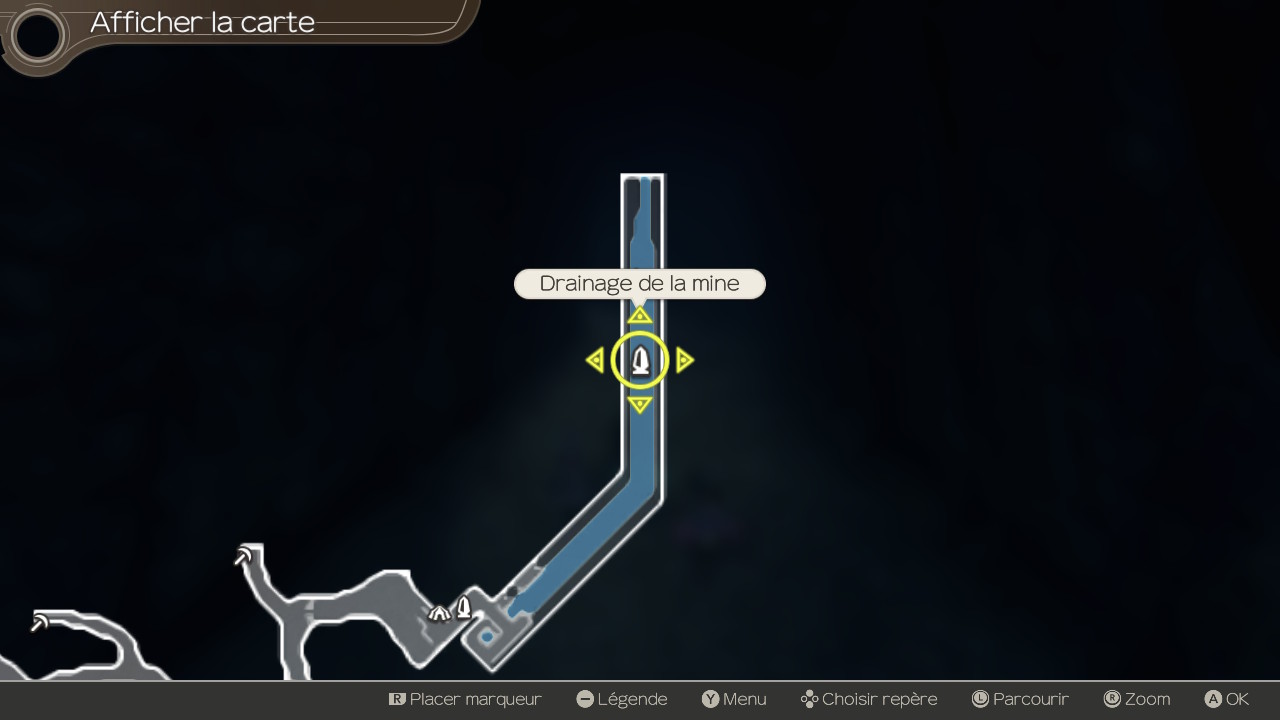 Afficher la carte
Drainage de la mine
R Placer marqueur
Légende
Y Menu
Choisir repère
L Parcourir
R Zoom
A OK